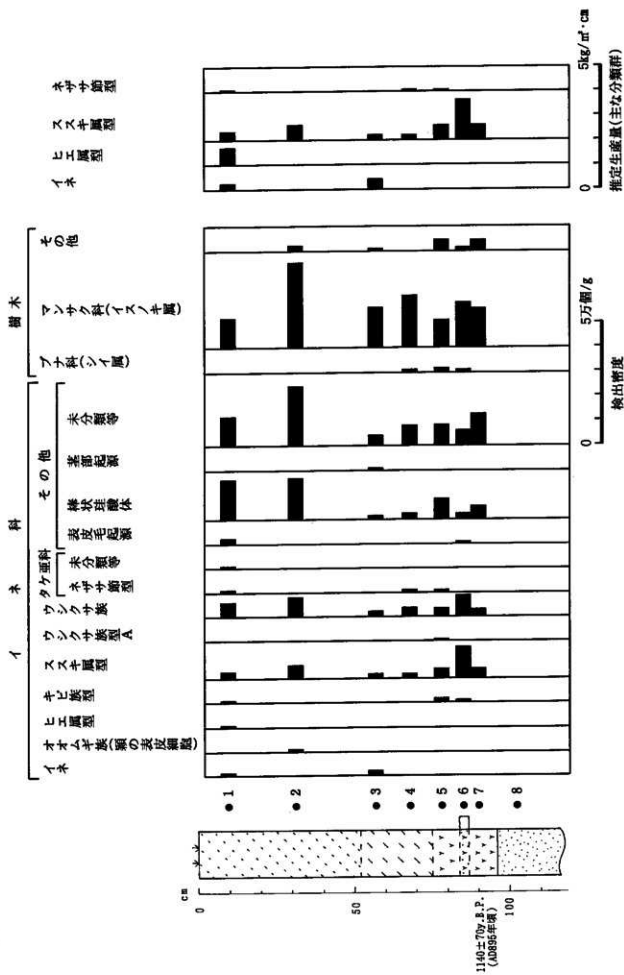 イネ科
樹木
タケ亜科
その他
イネ
オオムギ族(穎の表皮細胞)
ヒエ属型
キビ族型
ススキ属型
ウシクサ族型A
ウシクサ族
ネザサ節型
未分類等
表皮毛起源
棒状珪酸体
茎部起源
未分類等
ブナ科(シイ属)
マンサク科(イスノキ属)
その他
イネ
ヒエ属型
ススキ属型
ネザサ節型
cm
0
50
100
1140±70y.B.P.
(AD895年頃)
1
2
3
4
5
6
7
8
0
5万個/g
検出密度
0
5kg/㎡・cm
推定生産量(主な分類群)